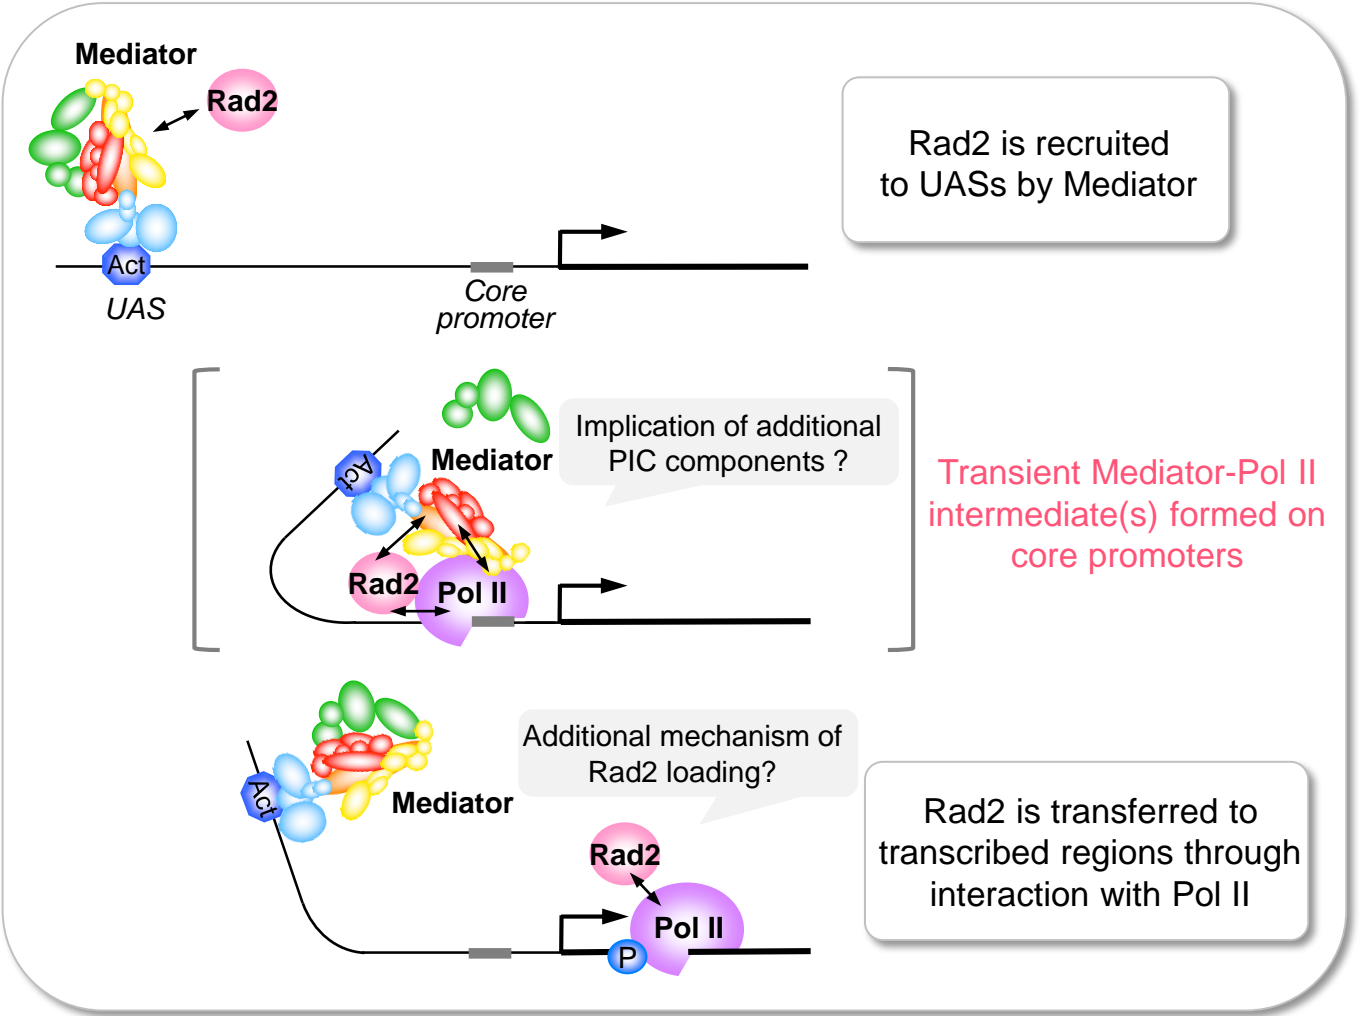 Mediator
Rad2
Rad2 is recruited
to UASs by Mediator
Act
UAS
Core
promoter
Implication of additional
PIC components ?
Act
Mediator
Transient Mediator-Pol II
intermediate(s) formed on
core promoters
Rad2
Pol II
Additional mechanism of
Rad2 loading?
Act
Mediator
Rad2 is transferred to
transcribed regions through
interaction with Pol II
Rad2
Pol II
P